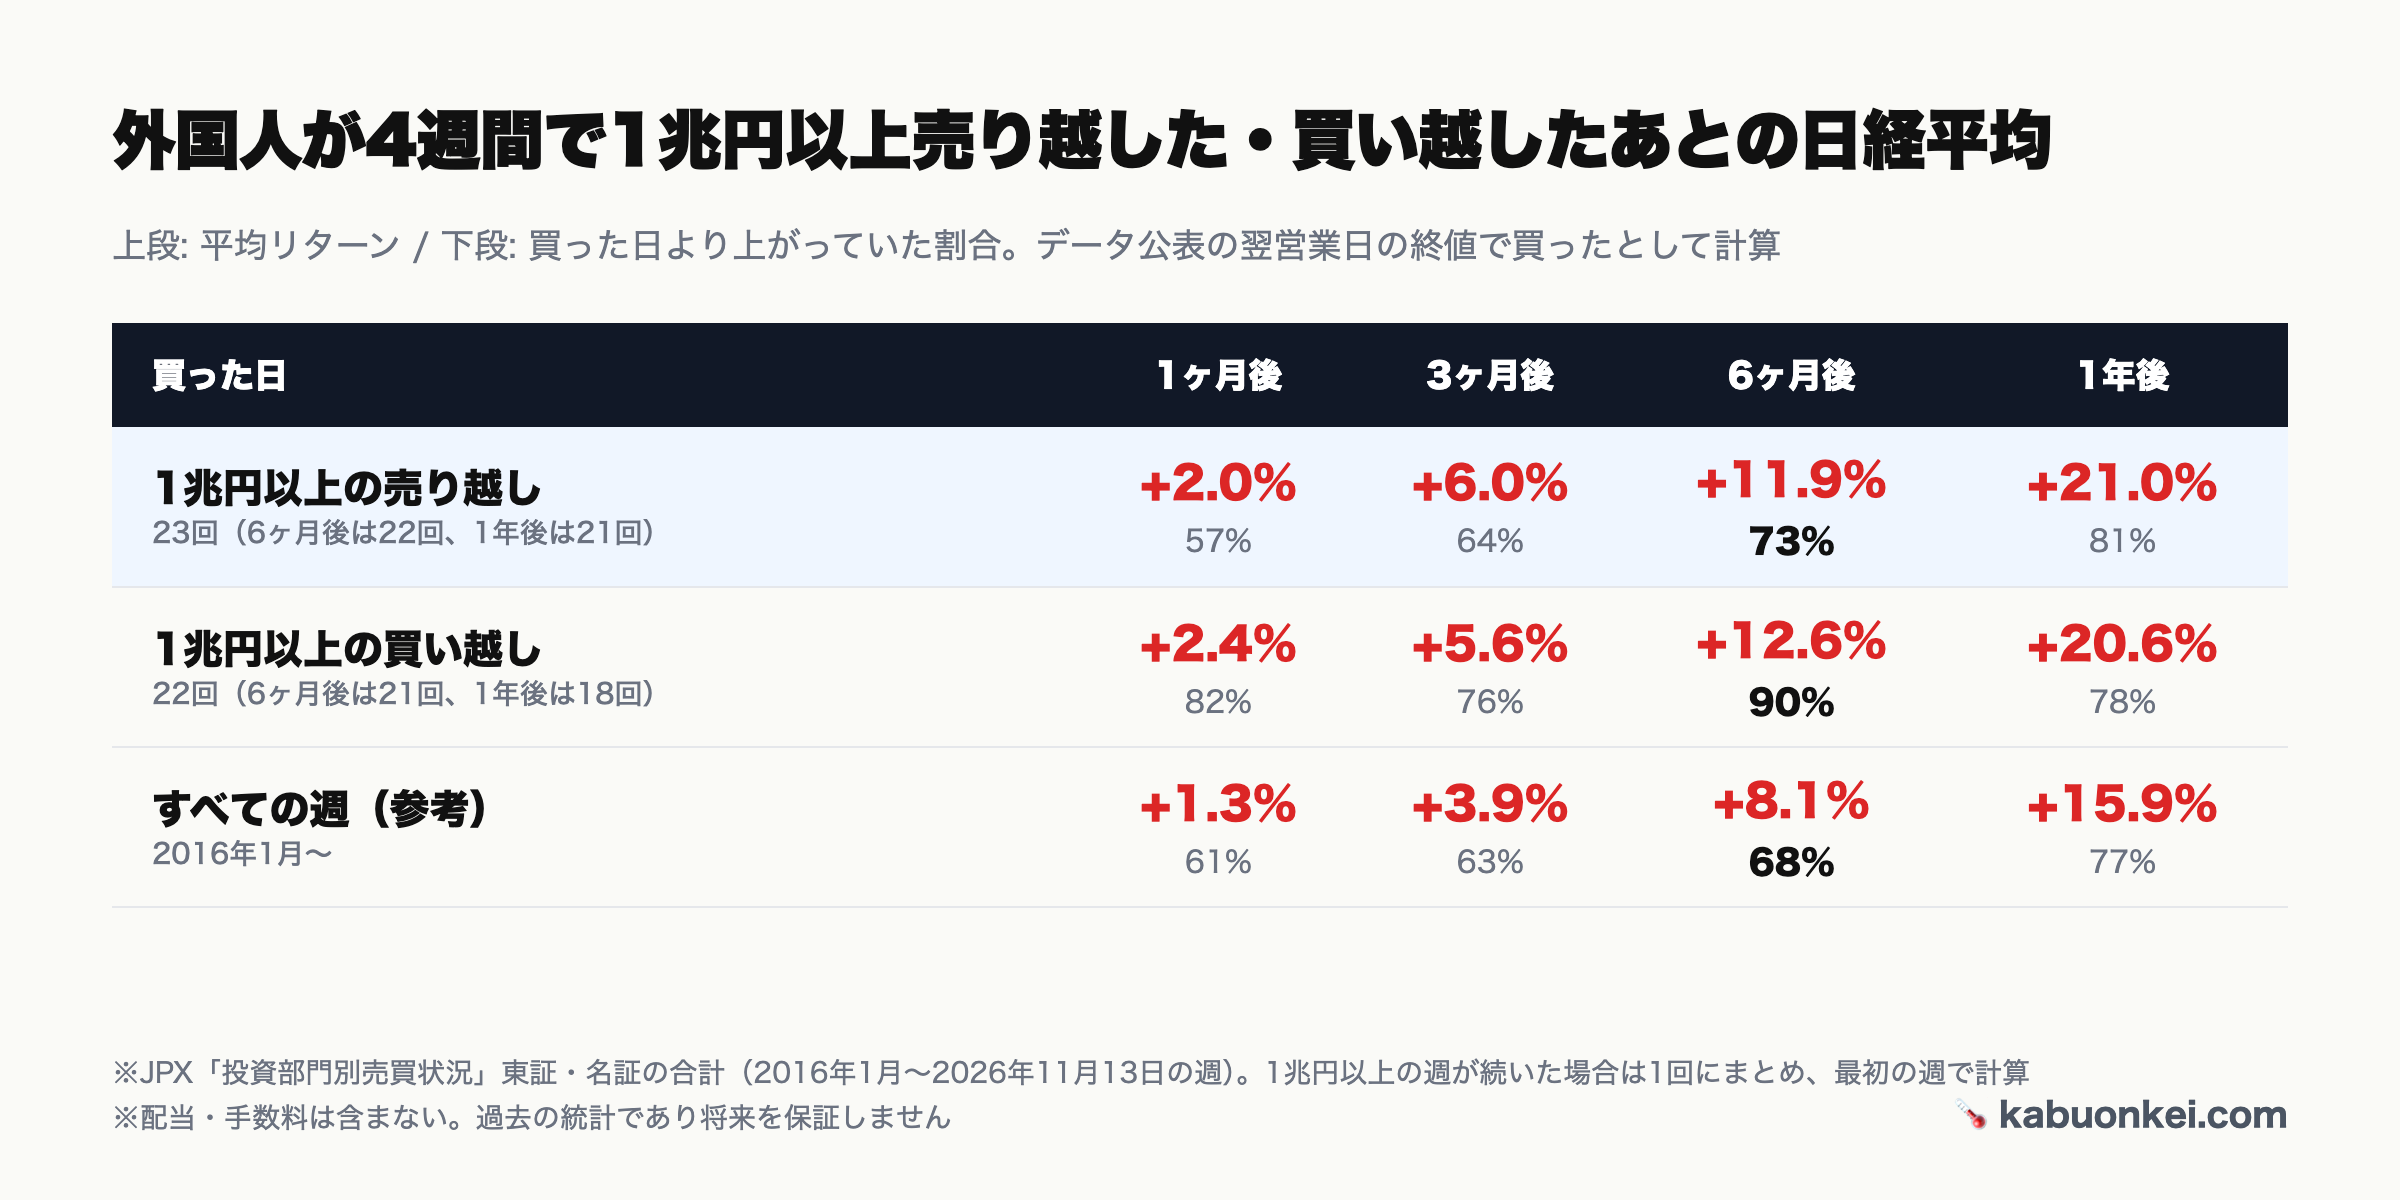 外国人が4週間で1兆円以上売り越した・買い越したあとの日経平均
上段: 平均リターン / 下段: 買った日より上がっていた割合。データ公表の翌営業日の終値で買ったとして計算
買った日 1ヶ月後 3ヶ月後 6ヶ月後 1年後
1兆円以上の売り越し +2.0% +6.0% +11.9% +21.0%
23回（6ヶ月後は22回、1年後は21回） 57% 64% 73% 81%
1兆円以上の買い越し +2.4% +5.6% +12.6% +20.6%
22回（6ヶ月後は21回、1年後は18回） 82% 76% 90% 78%
すべての週（参考） +1.3% +3.9% +8.1% +15.9%
2016年1月〜 61% 63% 68% 77%
※JPX「投資部門別売買状況」東証・名証の合計（2016年1月〜2026年11月13日の週）。1兆円以上の週が続いた場合は1回にまとめ、最初の週で計算
※配当・手数料は含まない。過去の統計であり将来を保証しません
kabuonkei.com